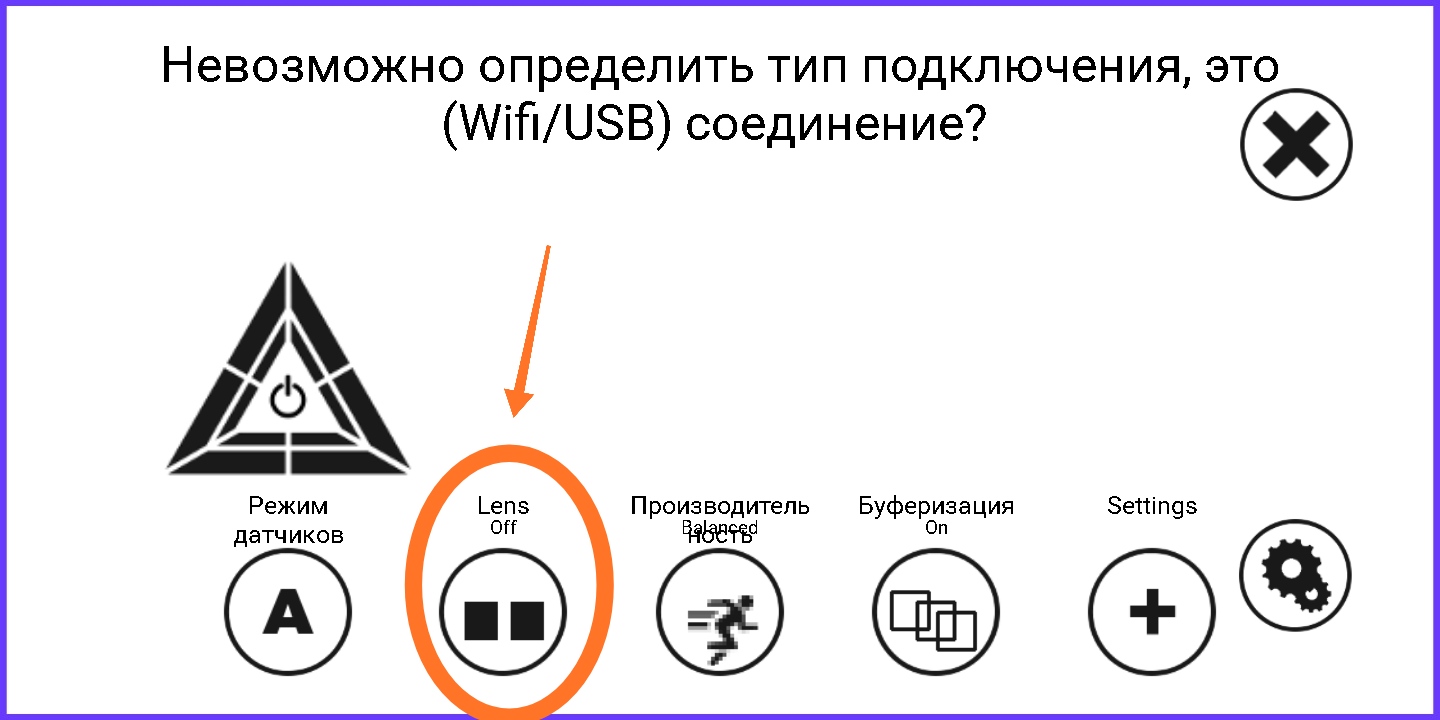 Невозможно определить тип подключения, это
(Wifi/USB) соединение?
Режим
датчиков
A
Lens
Off
Производитель
ность
Balanced
Буферизация
On
Settings